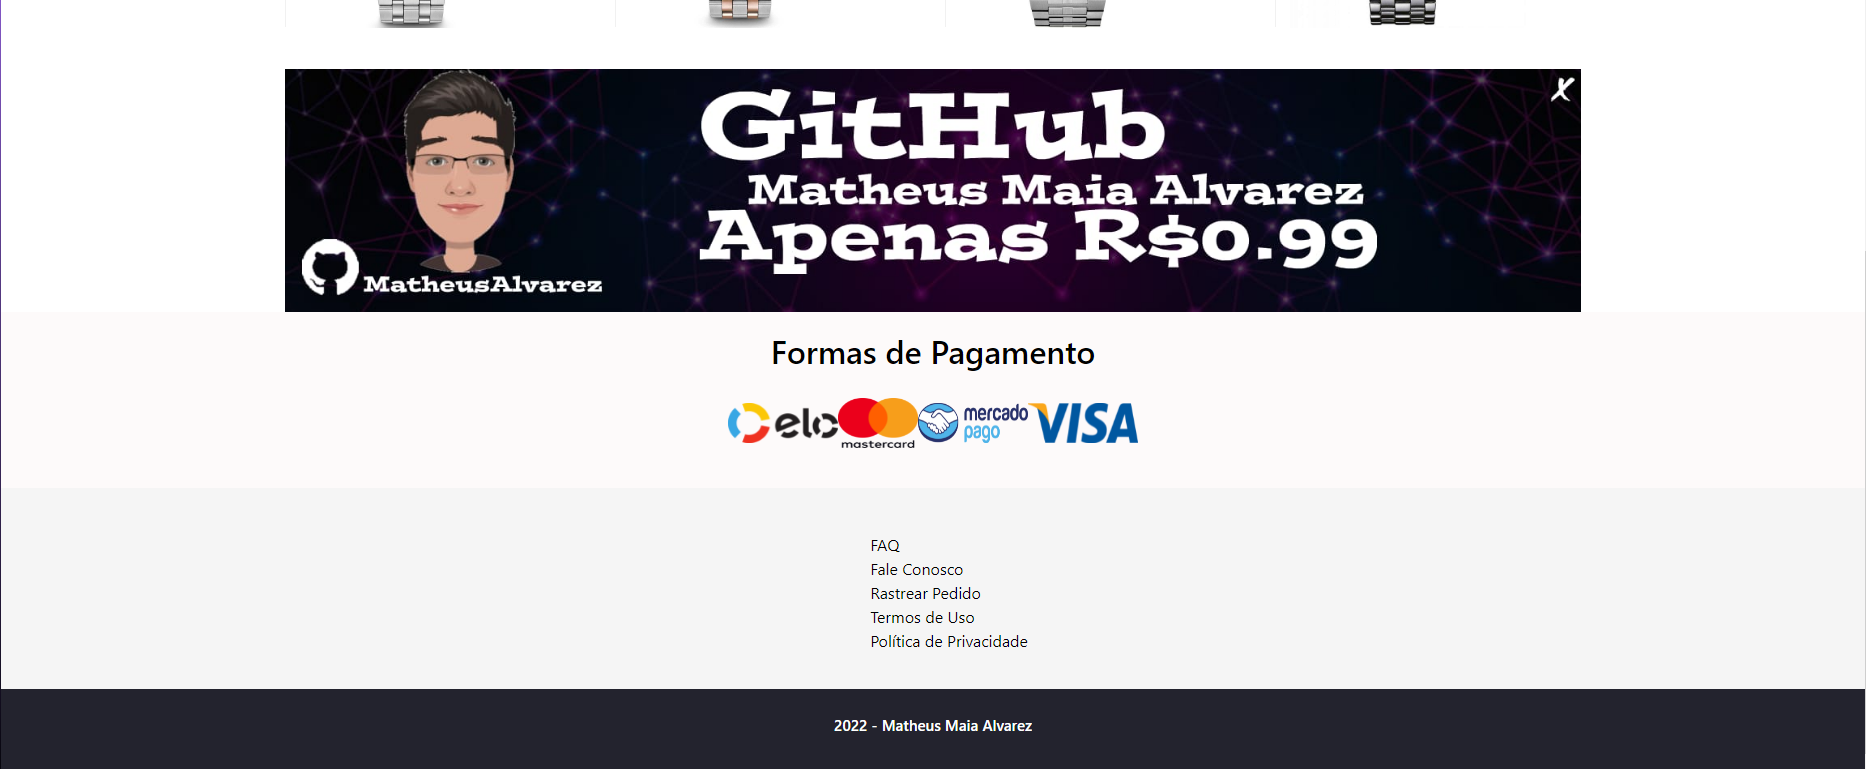 GitHub
Matheus Maia Alvarez
Apenas R$0.99
MatheusAlvarez
Formas de Pagamento
elo mastercard mercado pago VISA
FAQ
Fale Conosco
Rastrear Pedido
Termos de Uso
Política de Privacidade
2022 - Matheus Maia Alvarez